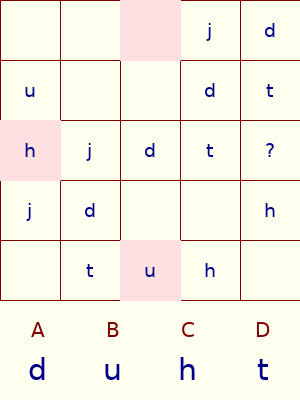 j d
u d t
h j d t ?
j d h
t u h
A B C D
d u h t